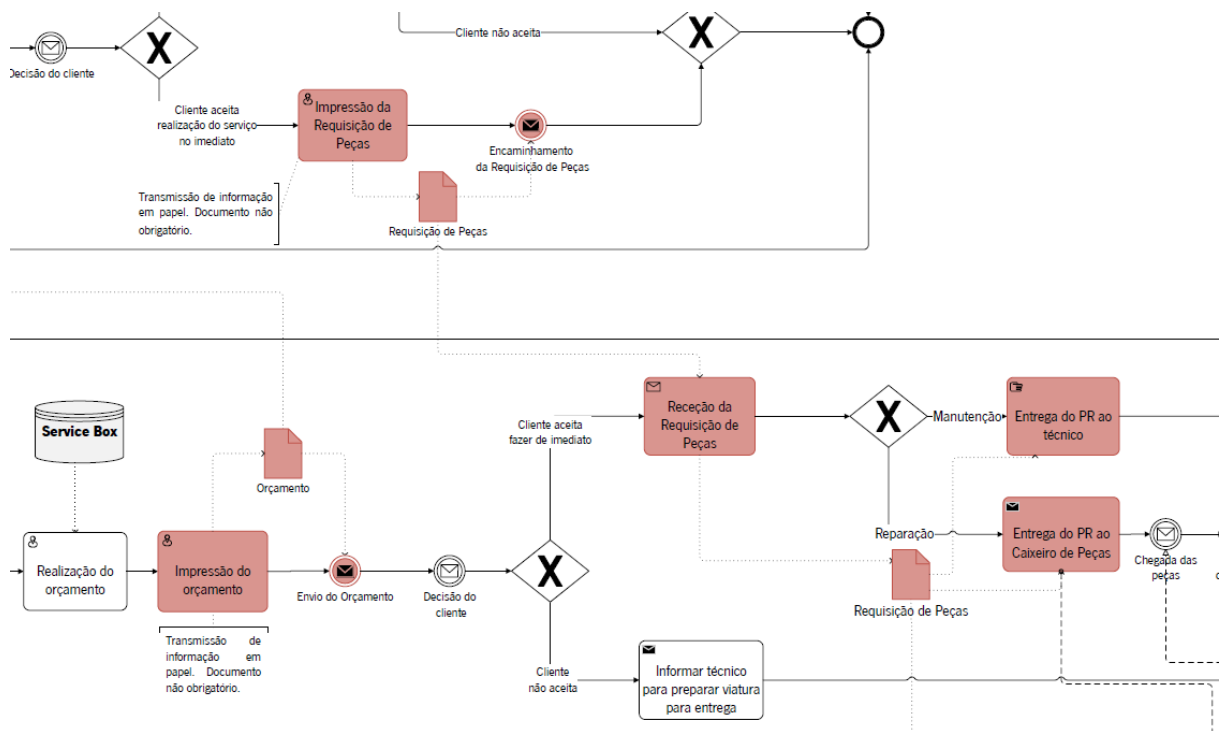 Cliente não aceita
Decisão do cliente
Cliente aceita
realização do serviço
no imediato
Impressão da
Requisição de
Peças
Encaminhamento
da Requisição de Peças
Transmissão de informação
em papel. Documento não
obrigatório.
Requisição de Peças
Service Box
Orçamento
Cliente aceita
fazer de imediato
Receção da
Requisição de
Peças
Manutenção
Entrega do PR ao
técnico
Reparação
Entrega do PR ao
Caixeiro de Peças
Chegada das
peças
Realização do
orçamento
Impressão do
orçamento
Envio do Orçamento
Decisão do
cliente
Requisição de Peças
Transmissão de
informação em
papel. Documento
não obrigatório.
Cliente
não aceita
Informar técnico
para preparar viatura
para entrega